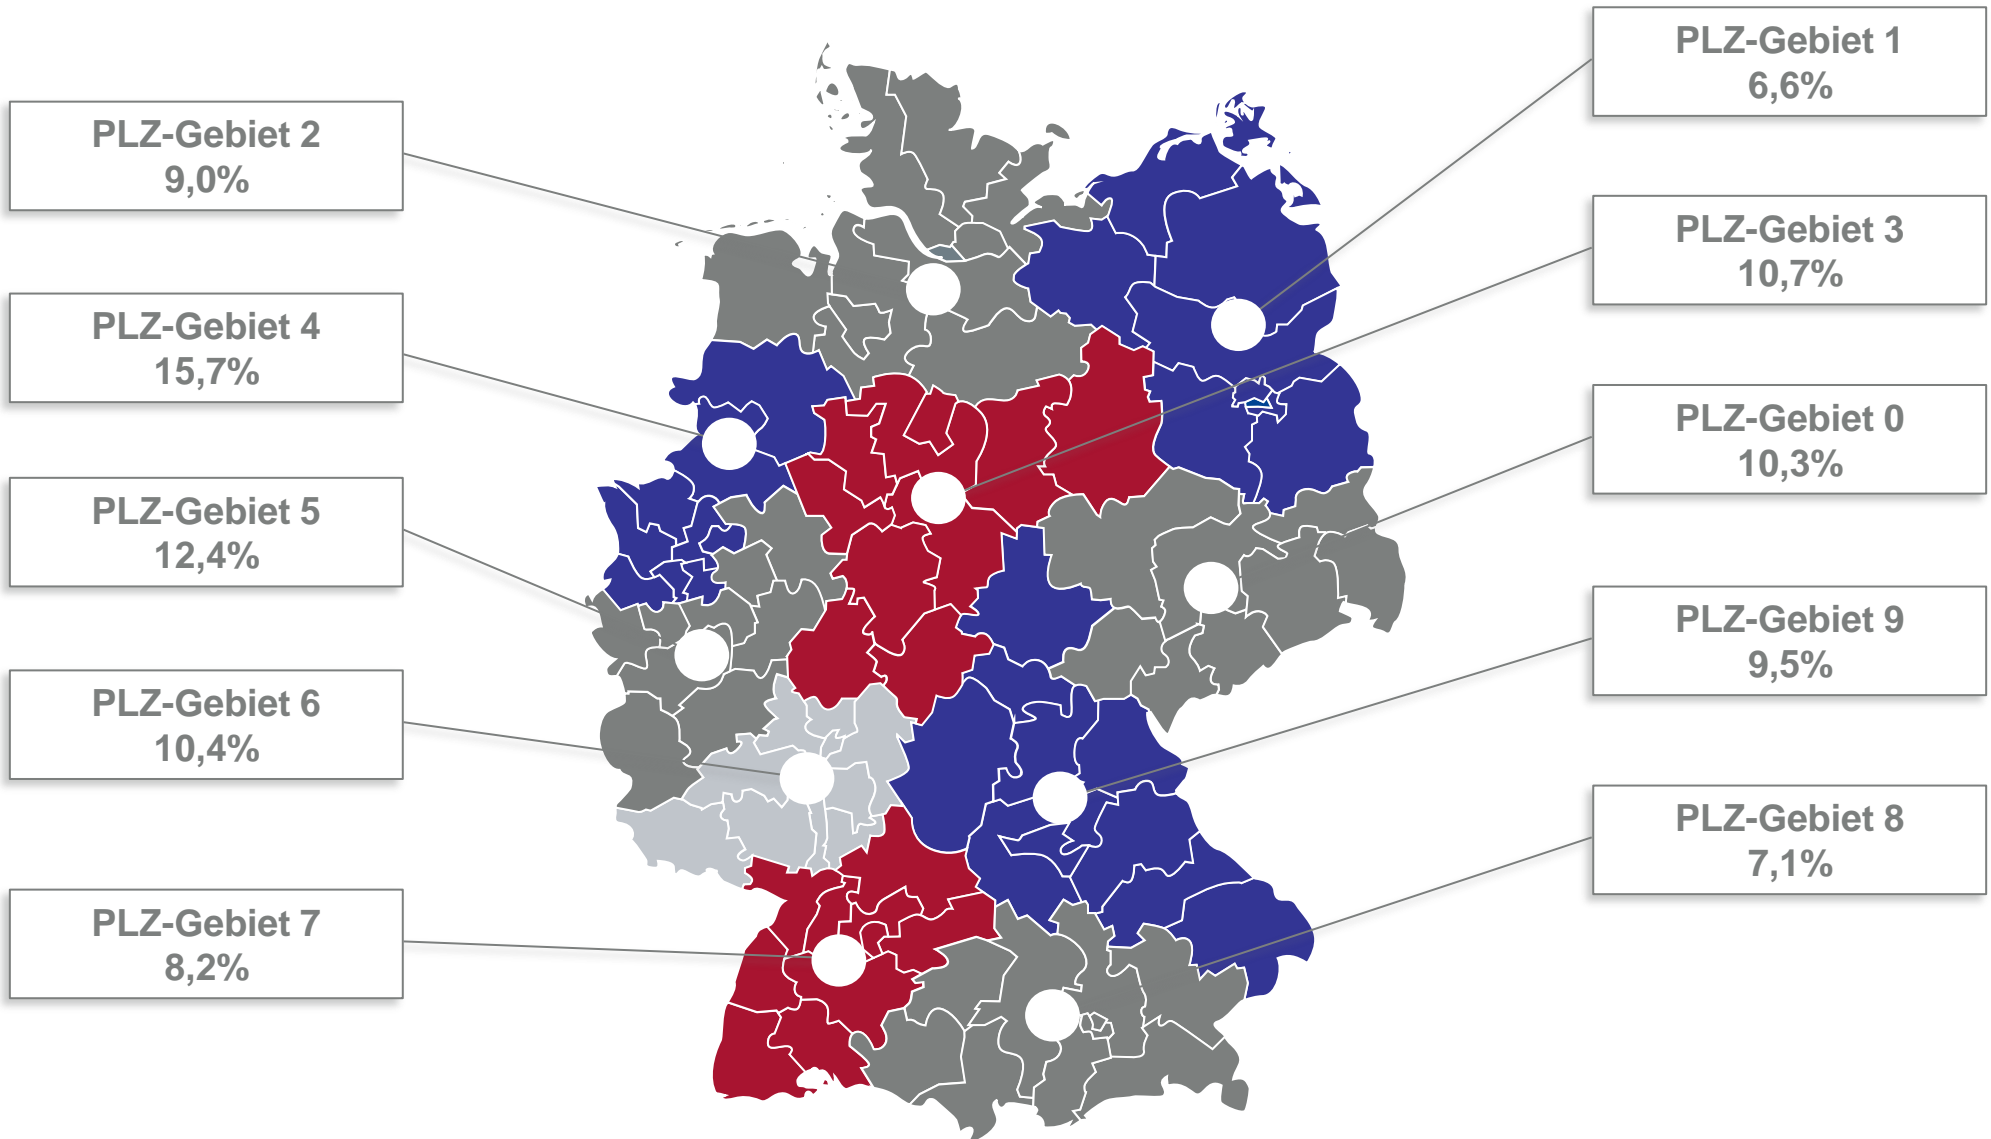 PLZ-Gebiet 2
9,0%
PLZ-Gebiet 4
15,7%
PLZ-Gebiet 5
12,4%
PLZ-Gebiet 6
10,4%
PLZ-Gebiet 7
8,2%
PLZ-Gebiet 1
6,6%
PLZ-Gebiet 3
10,7%
PLZ-Gebiet 0
10,3%
PLZ-Gebiet 9
9,5%
PLZ-Gebiet 8
7,1%